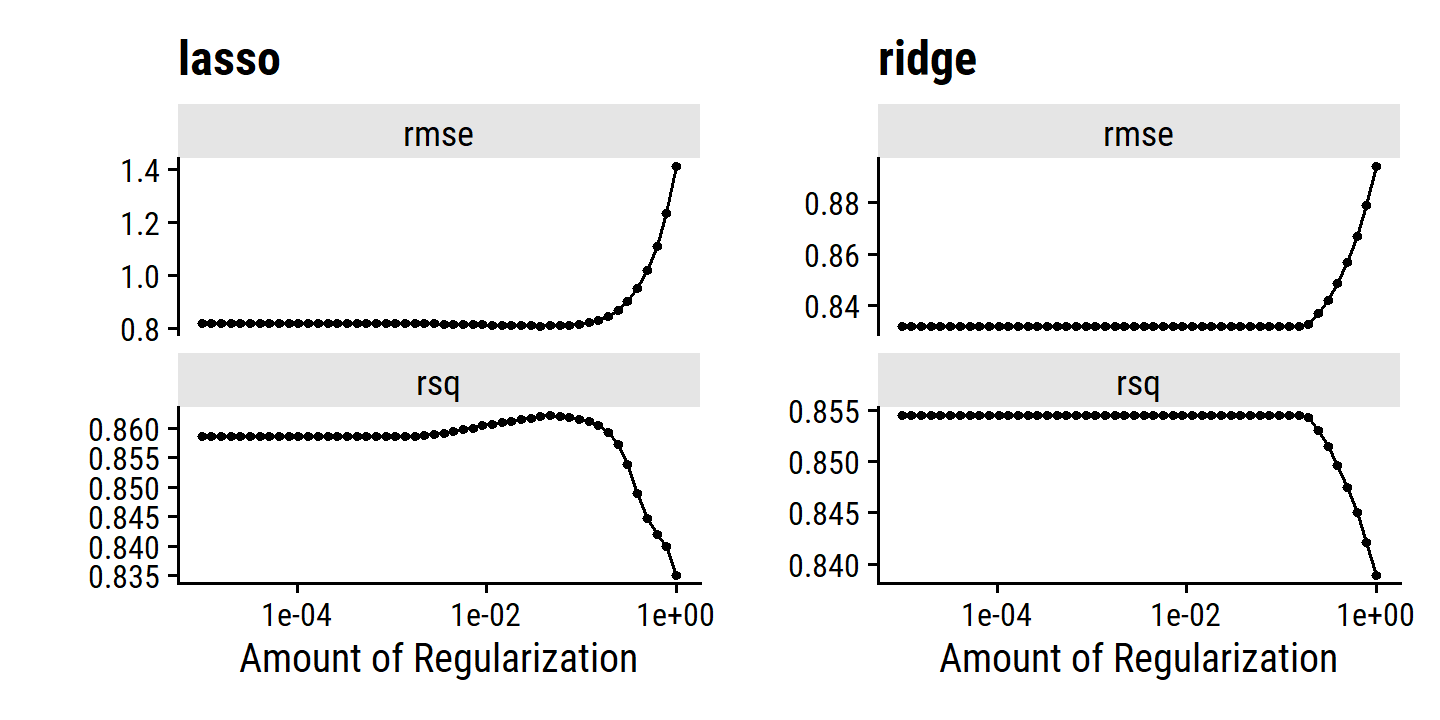 lasso
rmse
1.4
1.2
1.0
0.8
rsq
0.860
0.855
0.850
0.845
0.840
0.835
1e-04 1e-02 1e+00
Amount of Regularization
ridge
rmse
0.88
0.86
0.84
rsq
0.855
0.850
0.845
0.840
1e-04 1e-02 1e+00
Amount of Regularization